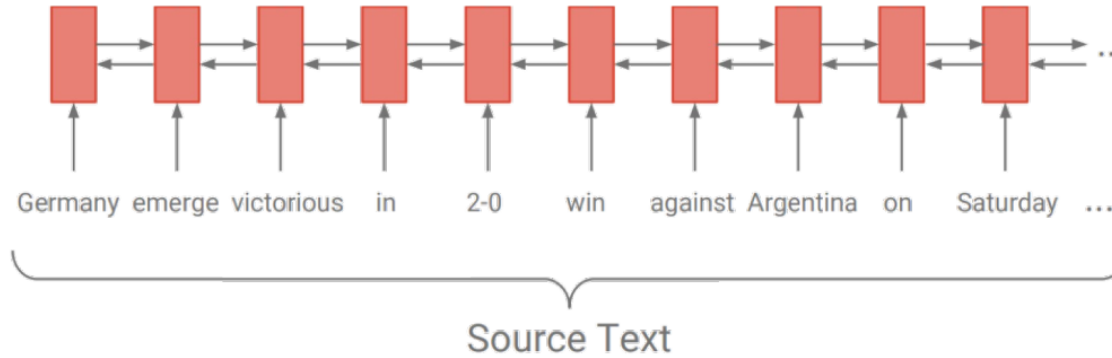 ...
Germany emerge victorious in 2-0 win against Argentina on Saturday ...
Source Text